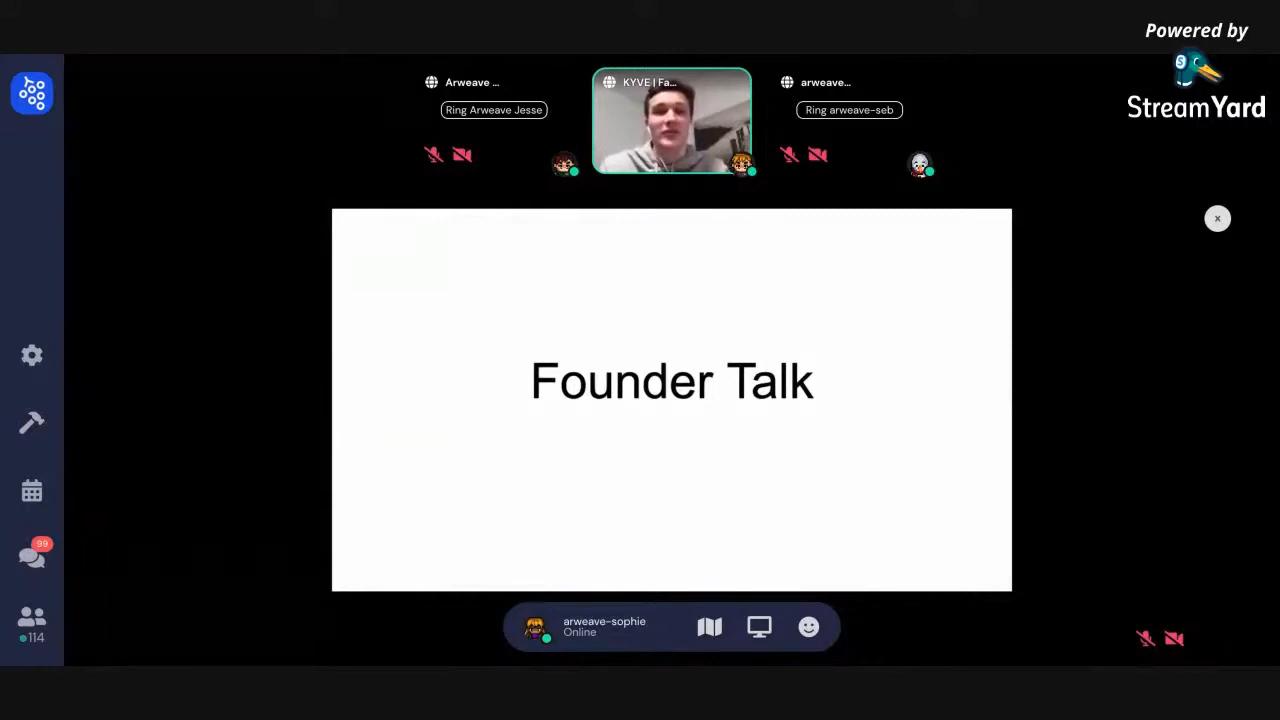 Powered by
StreamYard
Arweave ...
Ring Arweave Jesse
KYVE | Fa...
arweave...
Ring arweave-seb
x
Founder Talk
99
114
arweave-sophie
Online